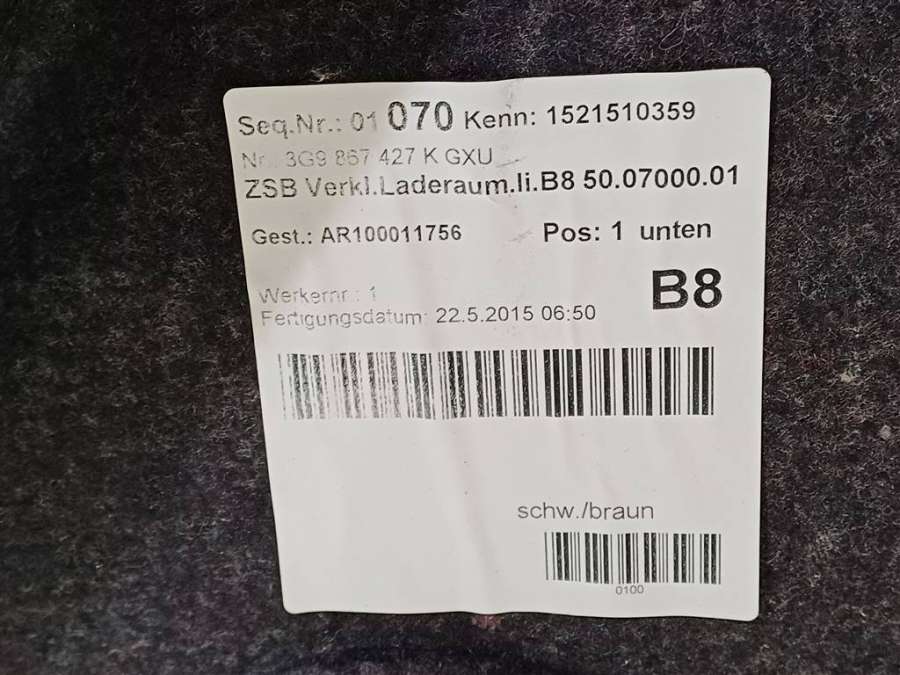 Seq.Nr.: 01 070 Kenn: 1521510359
Nr.: 3G9 867 427 K GXU
ZSB Verkl.Laderaum.li.B8 50.07000.01
Gest.: AR100011756 Pos: 1 unten
Werkernr.: 1 B8
Fertigungsdatum: 22.5.2015 06:50
schw./braun
0100